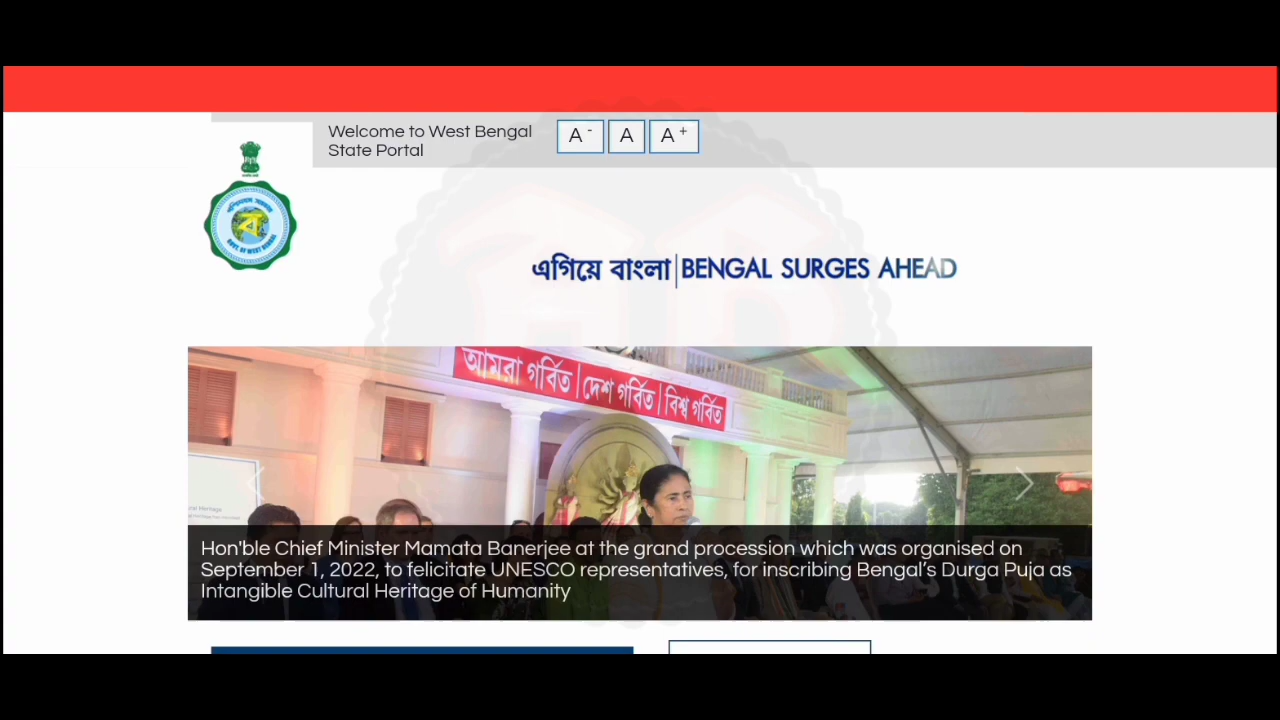 Welcome to West Bengal
State Portal
A -
A
A +
এগিয়ে বাংলা | BENGAL SURGES AHEAD
আমরা গর্বিত | দেশ গর্বিত | বিশ্ব গর্বিত
Hon'ble Chief Minister Mamata Banerjee at the grand procession which was organised on
September 1, 2022, to felicitate UNESCO representatives, for inscribing Bengal’s Durga Puja as
Intangible Cultural Heritage of Humanity